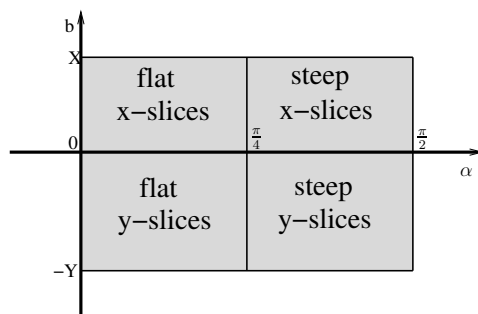 b
X
flat
x-slices
steep
x-slices
0
π/4
π/2
α
flat
y-slices
steep
y-slices
-Y